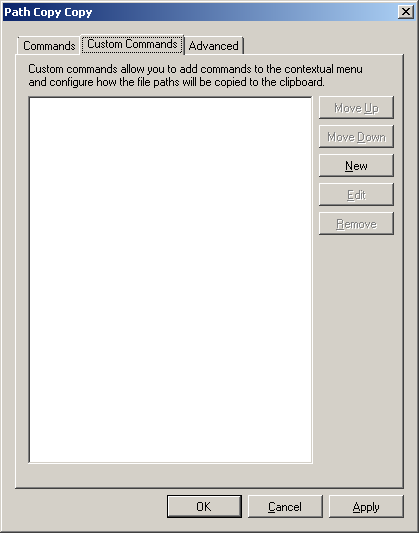 Path Copy Copy
Commands
Custom Commands
Advanced
Custom commands allow you to add commands to the contextual menu
and configure how the file paths will be copied to the clipboard.
Move Up
Move Down
New
Edit
Remove
OK
Cancel
Apply